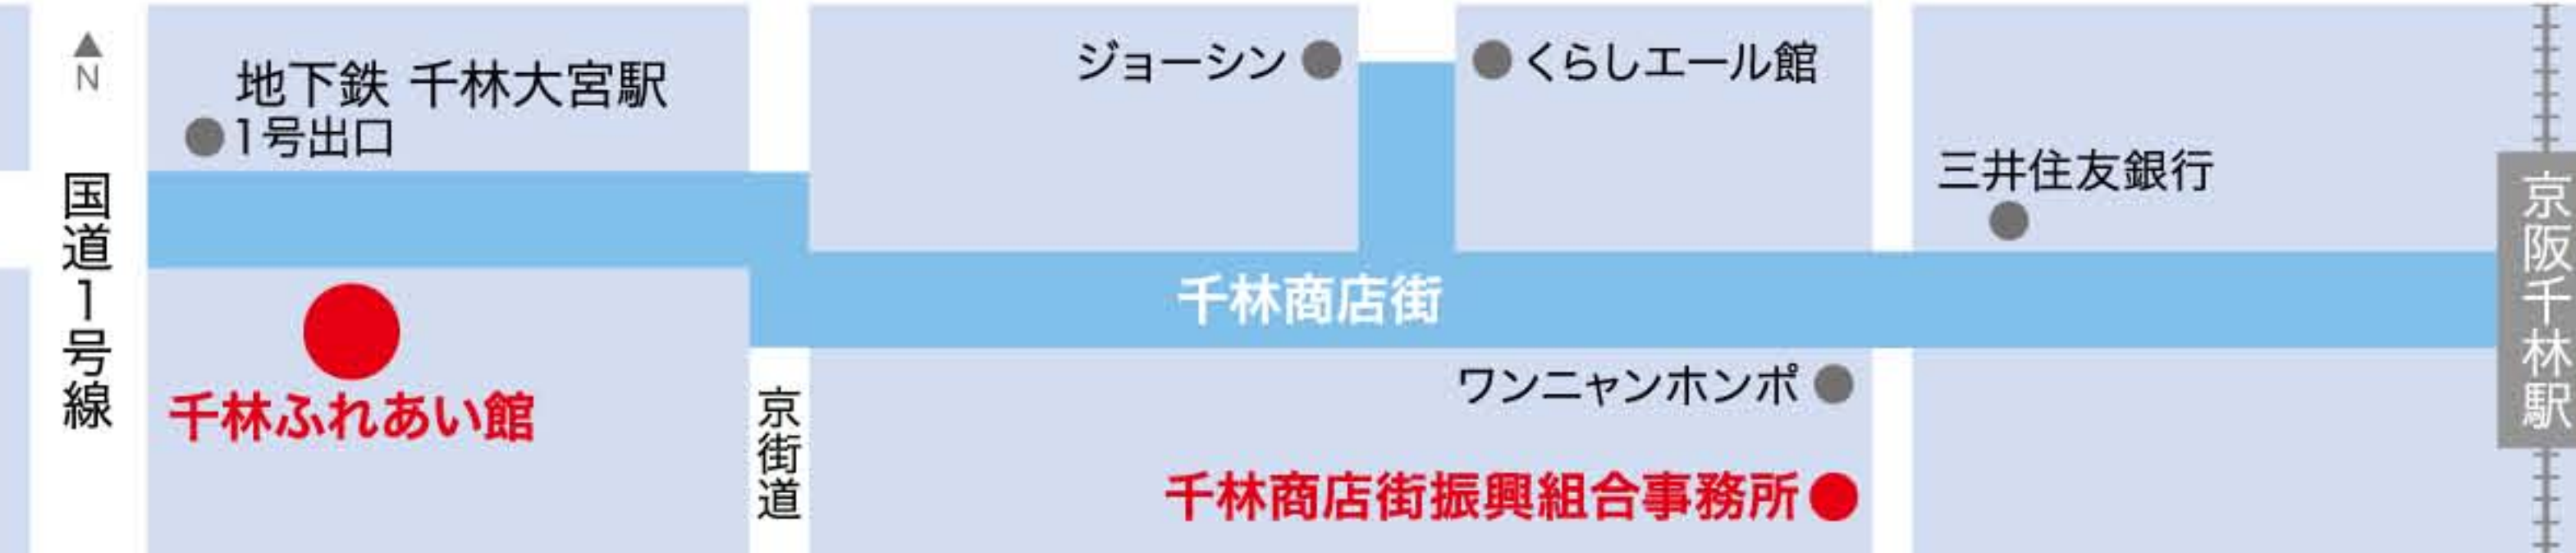 N
国道1号線
地下鉄 千林大宮駅
1号出口
千林ふれあい館
京街道
ジョーシン
くらしエール館
千林商店街
三井住友銀行
ワンニャンホンポ
千林商店街振興組合事務所
京阪千林駅